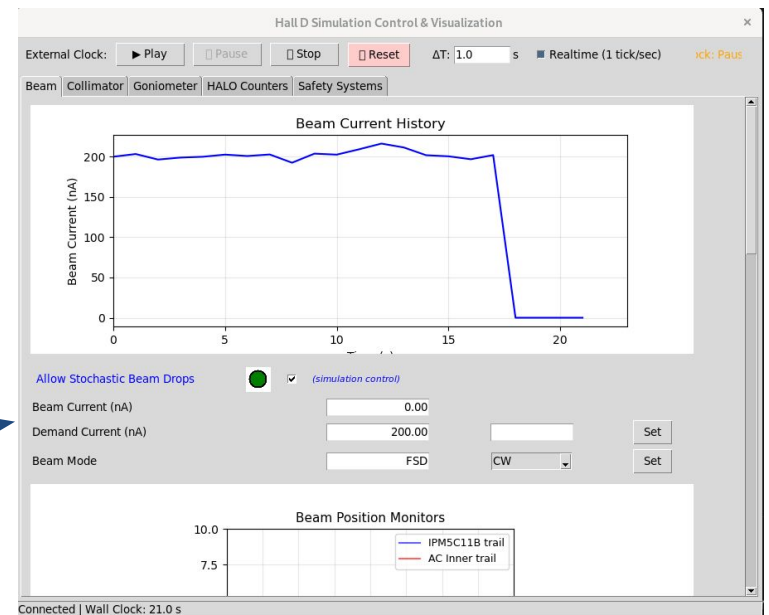 Hall D Simulation Control & Visualization ×
External Clock: ► Play Pause Stop Reset ΔT: 1.0 s Realtime (1 tick/sec) ock: Paus
Beam Collimator Goniometer HALO Counters Safety Systems
Beam Current History
Beam Current (nA)
200
150
100
50
0
0 5 10 15 20
Allow Stochastic Beam Drops (simulation control)
Beam Current (nA) 0.00
Demand Current (nA) 200.00 Set
Beam Mode FSD CW Set
Beam Position Monitors
10.0
7.5
IPM5C11B trail
AC Inner trail
Connected | Wall Clock: 21.0 s